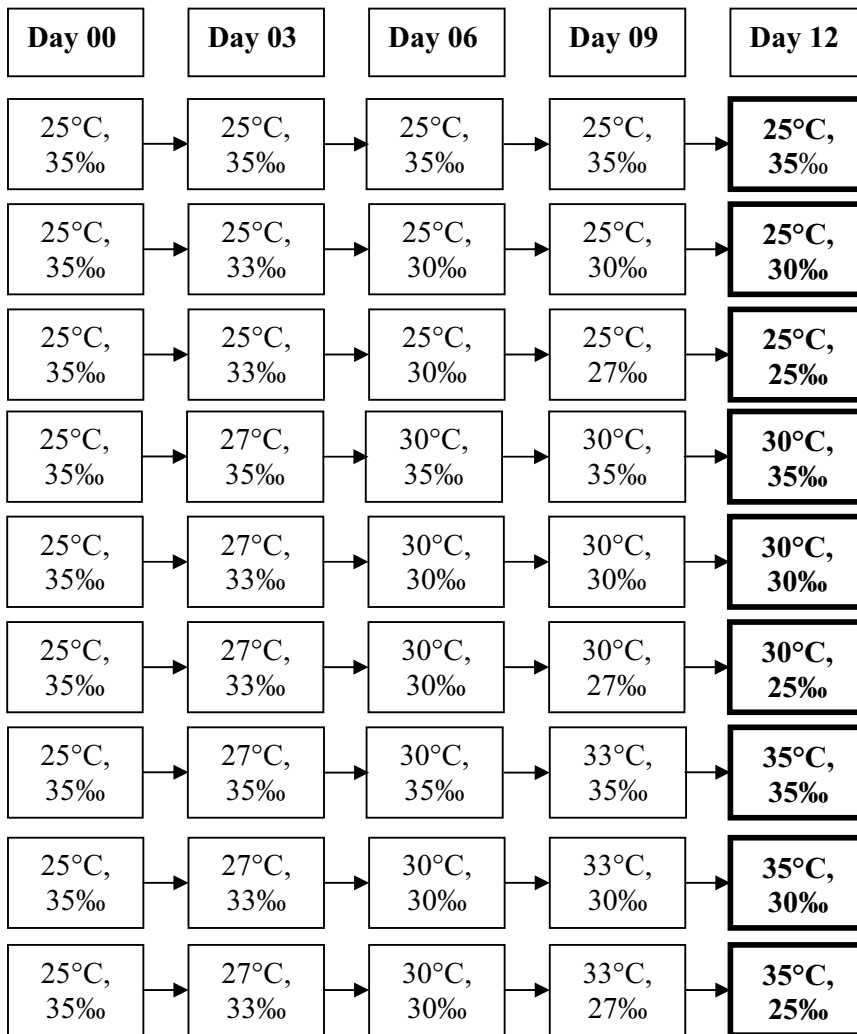 Day 00 Day 03 Day 06 Day 09 Day 12
25°C, 25°C, 25°C, 25°C, 25°C,
35‰ 35‰ 35‰ 35‰ 35‰
25°C, 25°C, 25°C, 25°C, 25°C,
35‰ 33‰ 30‰ 30‰ 30‰
25°C, 25°C, 25°C, 25°C, 25°C,
35‰ 33‰ 30‰ 27‰ 25‰
25°C, 27°C, 30°C, 30°C, 30°C,
35‰ 35‰ 35‰ 35‰ 35‰
25°C, 27°C, 30°C, 30°C, 30°C,
35‰ 33‰ 30‰ 30‰ 30‰
25°C, 27°C, 30°C, 30°C, 30°C,
35‰ 33‰ 30‰ 27‰ 25‰
25°C, 27°C, 30°C, 33°C, 35°C,
35‰ 35‰ 35‰ 35‰ 35‰
25°C, 27°C, 30°C, 33°C, 35°C,
35‰ 33‰ 30‰ 30‰ 30‰
25°C, 27°C, 30°C, 33°C, 35°C,
35‰ 33‰ 30‰ 27‰ 25‰